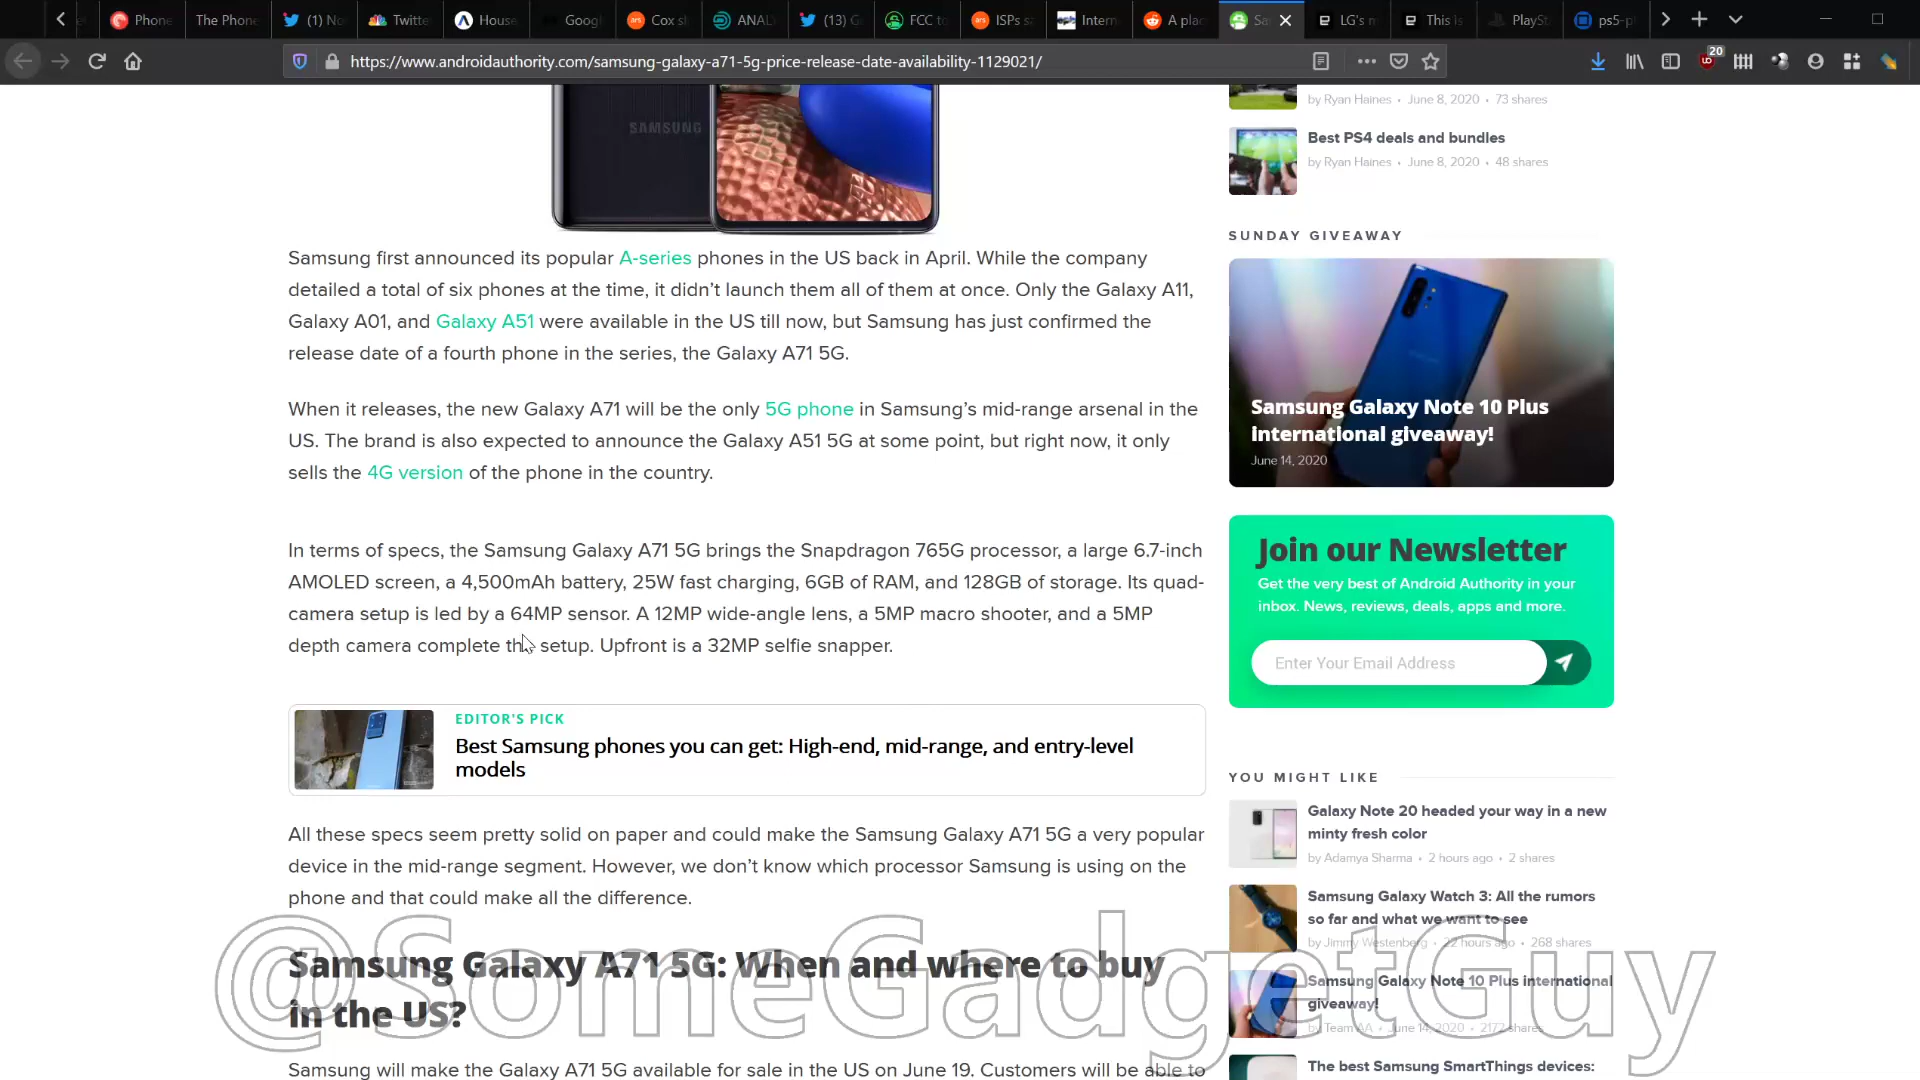 Phone
The Phone
(1) No
Twitte
House
Googl
Cox s
ANAL
(13) G
FCC to
ISPs s
Intern
A plac
Sa
LG's m
This is
PlaySt
ps5-p
https://www.androidauthority.com/samsung-galaxy-a71-5g-price-release-date-availability-1129021/
20
SAMSUNG
Samsung first announced its popular A-series phones in the US back in April. While the company
detailed a total of six phones at the time, it didn't launch them all of them at once. Only the Galaxy A11,
Galaxy A01, and Galaxy A51 were available in the US till now, but Samsung has just confirmed the
release date of a fourth phone in the series, the Galaxy A71 5G.
When it releases, the new Galaxy A71 will be the only 5G phone in Samsung's mid-range arsenal in the
US. The brand is also expected to announce the Galaxy A51 5G at some point, but right now, it only
sells the 4G version of the phone in the country.
In terms of specs, the Samsung Galaxy A71 5G brings the Snapdragon 765G processor, a large 6.7-inch
AMOLED screen, a 4,500mAh battery, 25W fast charging, 6GB of RAM, and 128GB of storage. Its quad-
camera setup is led by a 64MP sensor. A 12MP wide-angle lens, a 5MP macro shooter, and a 5MP
depth camera complete the setup. Upfront is a 32MP selfie snapper.
EDITOR'S PICK
Best Samsung phones you can get: High-end, mid-range, and entry-level
models
All these specs seem pretty solid on paper and could make the Samsung Galaxy A71 5G a very popular
device in the mid-range segment. However, we don't know which processor Samsung is using on the
phone and that could make all the difference.
Samsung Galaxy A71 5G: When and where to buy
in the US?
Samsung will make the Galaxy A71 5G available for sale in the US on June 19. Customers will be able to
by Ryan Haines • June 8, 2020 • 73 shares
Best PS4 deals and bundles
by Ryan Haines • June 8, 2020 • 48 shares
SUNDAY GIVEAWAY
Samsung Galaxy Note 10 Plus
international giveaway!
June 14, 2020
Join our Newsletter
Get the very best of Android Authority in your
inbox. News, reviews, deals, apps and more.
Enter Your Email Address
YOU MIGHT LIKE
Galaxy Note 20 headed your way in a new
minty fresh color
by Adamya Sharma • 2 hours ago • 2 shares
Samsung Galaxy Watch 3: All the rumors
so far and what we want to see
by Jimmy Westenberg • 22 hours ago • 268 shares
Samsung Galaxy Note 10 Plus international
giveaway!
by Team AA • June 14, 2020 • 2172 shares
The best Samsung SmartThings devices:
@SomeGadgetGuy